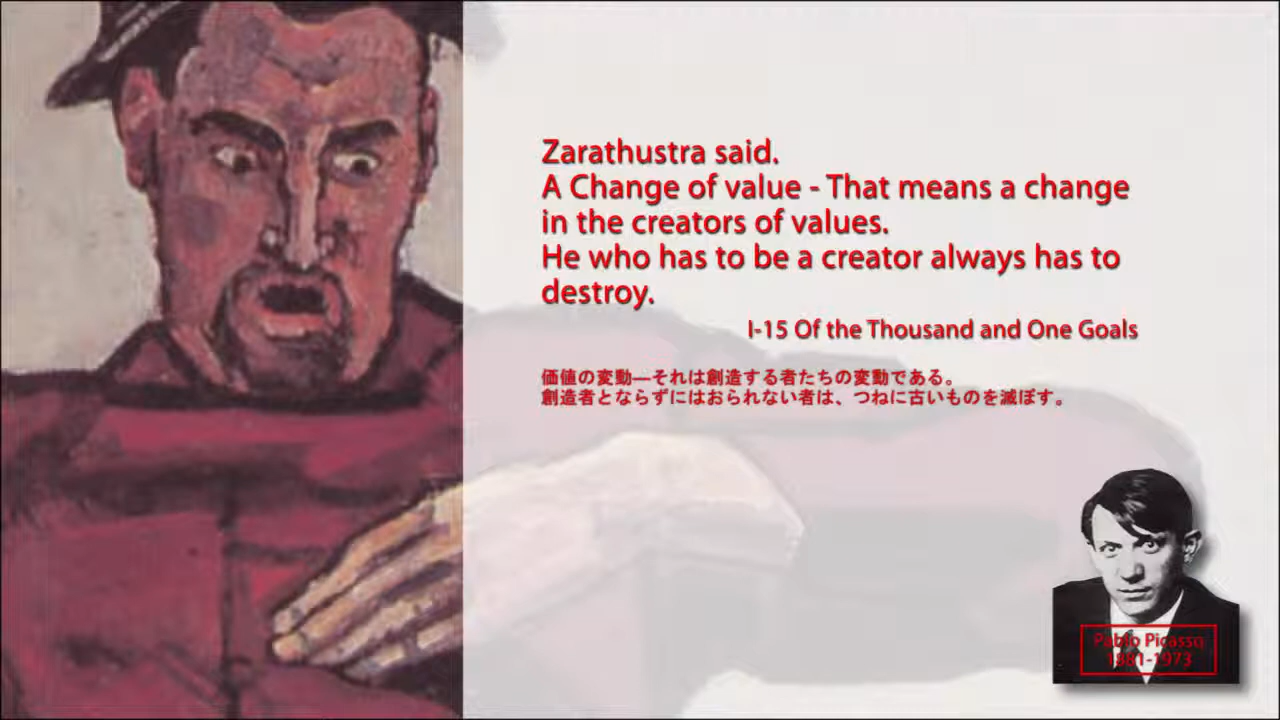 Zarathustra said.
A Change of value - That means a change
in the creators of values.
He who has to be a creator always has to
destroy.
I-15 Of the Thousand and One Goals
価値の変動―それは創造する者たちの変動である。
創造者とならずにはおられない者は、つねに古いものを滅ぼす。
Pablo Picasso
1881-1973